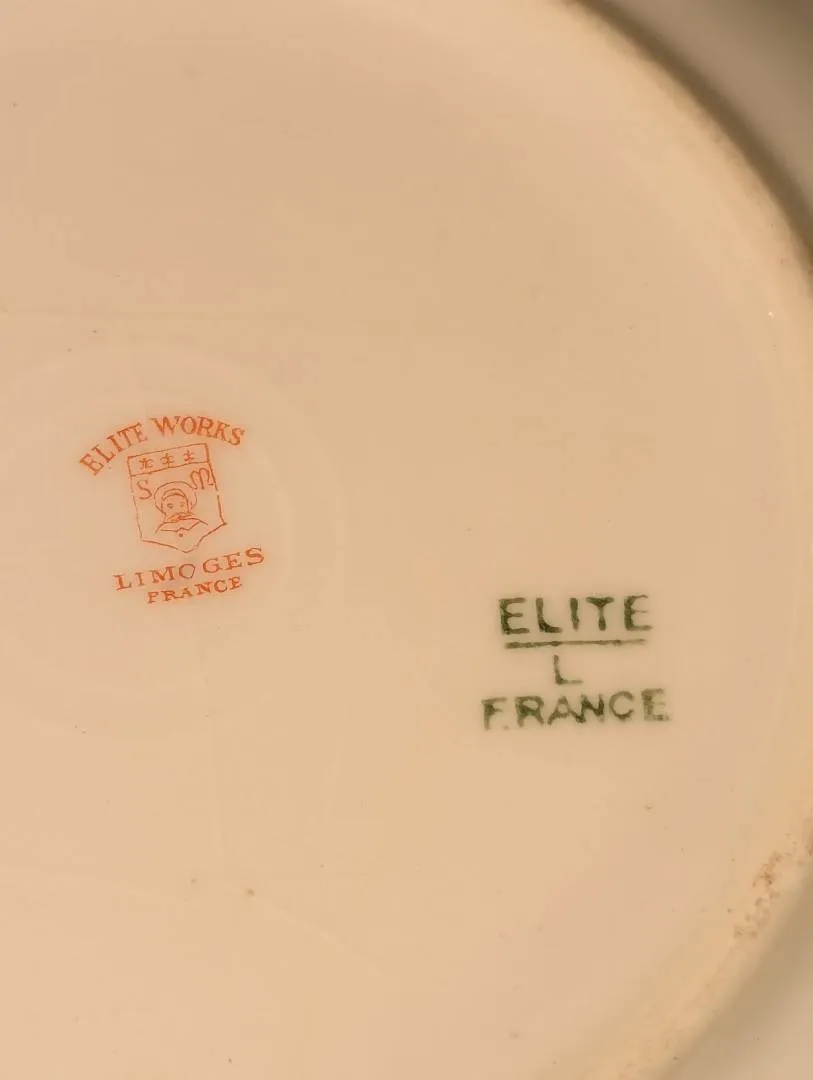 ELITE WORKS
S M
LIMOGES
FRANCE
ELITE
L
FRANCE